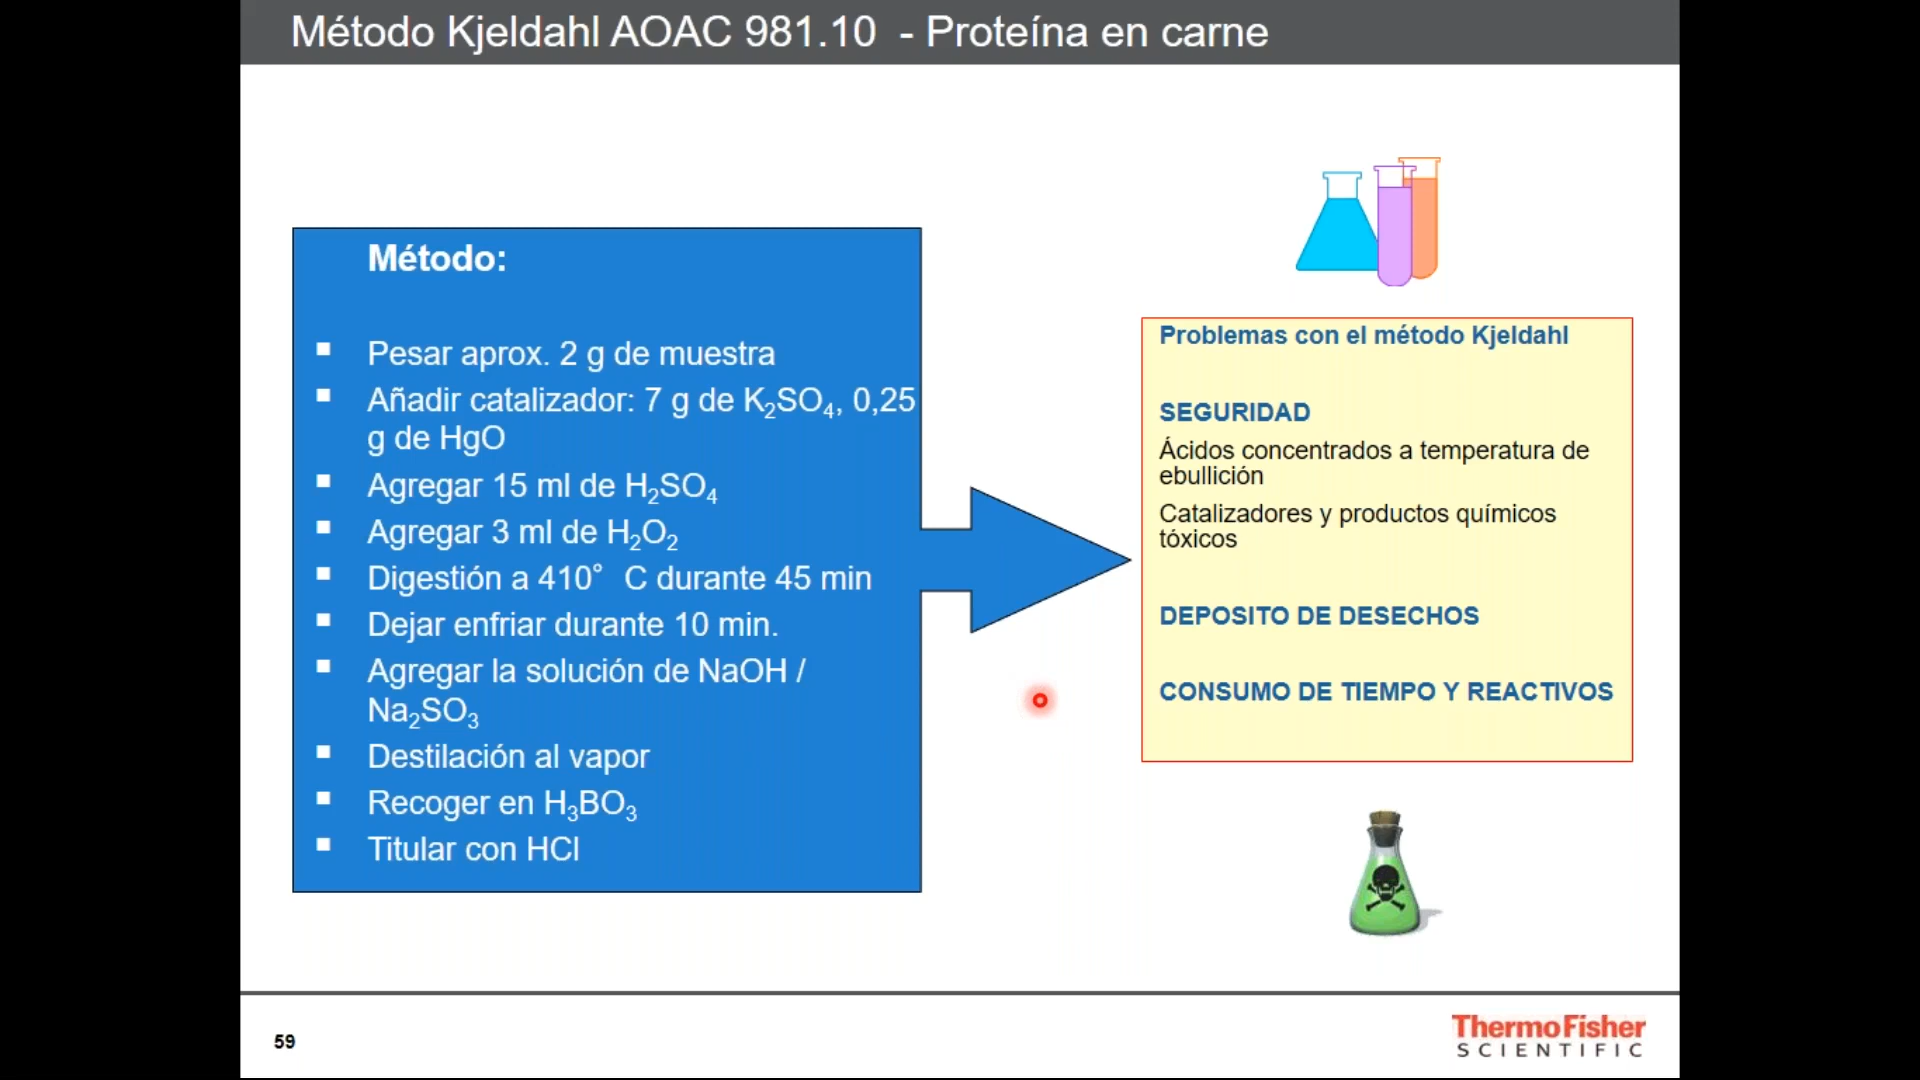 Método Kjeldahl AOAC 981.10 - Proteína en carne
Método:
▪ Pesar aprox. 2 g de muestra
▪ Añadir catalizador: 7 g de K₂SO₄, 0,25
g de HgO
▪ Agregar 15 ml de H₂SO₄
▪ Agregar 3 ml de H₂O₂
▪ Digestión a 410° C durante 45 min
▪ Dejar enfriar durante 10 min.
▪ Agregar la solución de NaOH /
Na₂SO₃
▪ Destilación al vapor
▪ Recoger en H₃BO₃
▪ Titular con HCl
Problemas con el método Kjeldahl
SEGURIDAD
Ácidos concentrados a temperatura de
ebullición
Catalizadores y productos químicos
tóxicos
DEPOSITO DE DESECHOS
CONSUMO DE TIEMPO Y REACTIVOS
59
ThermoFisher
SCIENTIFIC